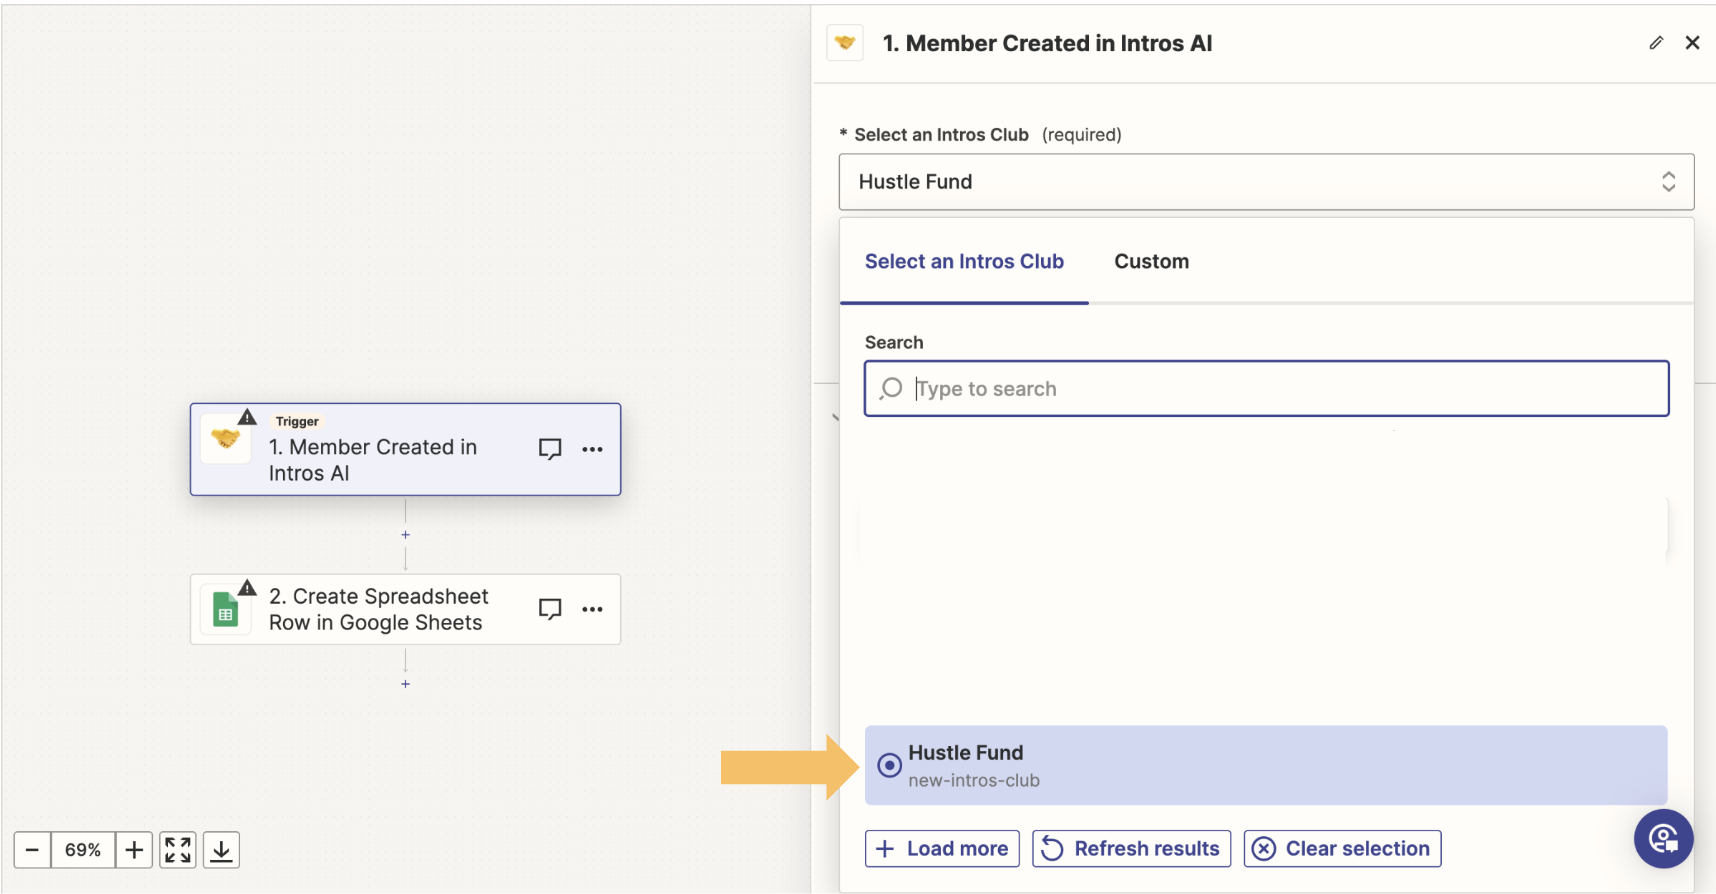 1. Member Created in Intros AI
* Select an Intros Club (required)
Hustle Fund
Select an Intros Club
Custom
Search
Type to search
Trigger
1. Member Created in
Intros AI
2. Create Spreadsheet
Row in Google Sheets
Hustle Fund
new-intros-club
69%
Load more
Refresh results
Clear selection